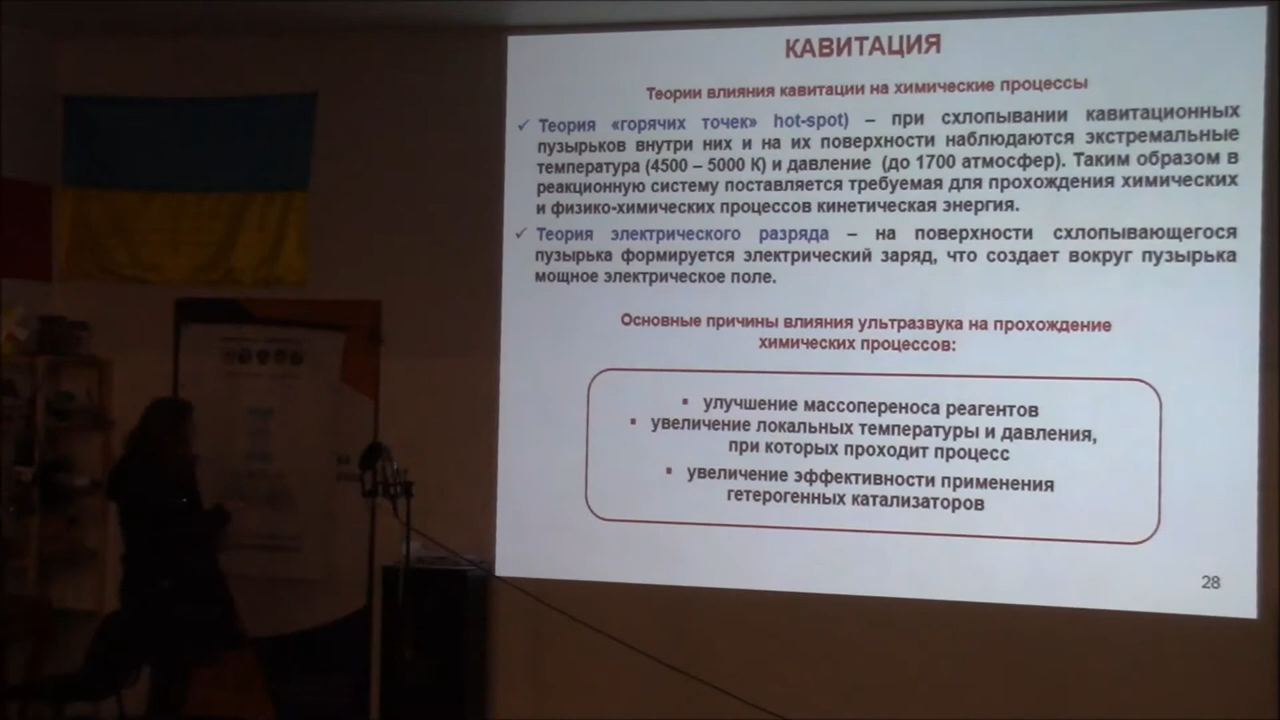 КАВИТАЦИЯ
Теории влияния кавитации на химические процессы
✓ Теория «горячих точек» hot-spot) – при схлопывании кавитационных
пузырьков внутри них и на их поверхности наблюдаются экстремальные
температура (4500 – 5000 К) и давление (до 1700 атмосфер). Таким образом в
реакционную систему поставляется требуемая для прохождения химических
и физико-химических процессов кинетическая энергия.
✓ Теория электрического разряда – на поверхности схлопывающегося
пузырька формируется электрический заряд, что создает вокруг пузырька
мощное электрическое поле.
Основные причины влияния ультразвука на прохождение
химических процессов:
▪ улучшение массопереноса реагентов
▪ увеличение локальных температуры и давления,
при которых проходит процесс
▪ увеличение эффективности применения
гетерогенных катализаторов
28